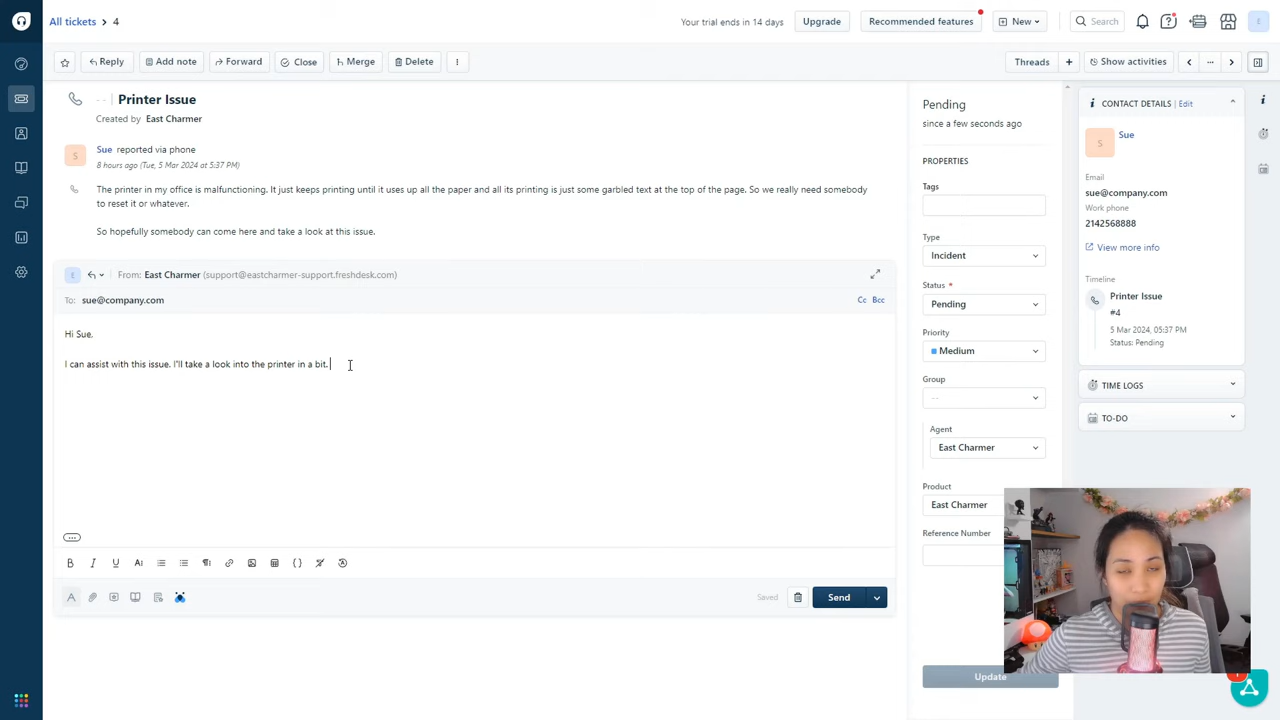 All tickets > 4
Your trial ends in 14 days
Upgrade
Recommended features
New
Search
E
Reply
Add note
Forward
Close
Merge
Delete
Threads
+
Show activities
-- Printer Issue
Created by East Charmer
S
Sue reported via phone
8 hours ago (Tue, 5 Mar 2024 at 5:37 PM)
The printer in my office is malfunctioning. It just keeps printing until it uses up all the paper and all its printing is just some garbled text at the top of the page. So we really need somebody
to reset it or whatever.
So hopefully somebody can come here and take a look at this issue.
E
From: East Charmer (support@eastcharmer-support.freshdesk.com)
To: sue@company.com
Cc Bcc
Hi Sue,
I can assist with this issue. I"ll take a look into the printer in a bit.
Saved
Send
Pending
since a few seconds ago
PROPERTIES
Tags
Type
Incident
Status *
Pending
Priority
Medium
Group
--
Agent
East Charmer
Product
East Charmer
Reference Number
Update
CONTACT DETAILS | Edit
S
Sue
Email
sue@company.com
Work phone
2142568888
View more info
Timeline
Printer Issue
#4
5 Mar 2024, 05:37 PM
Status: Pending
TIME LOGS
TO-DO